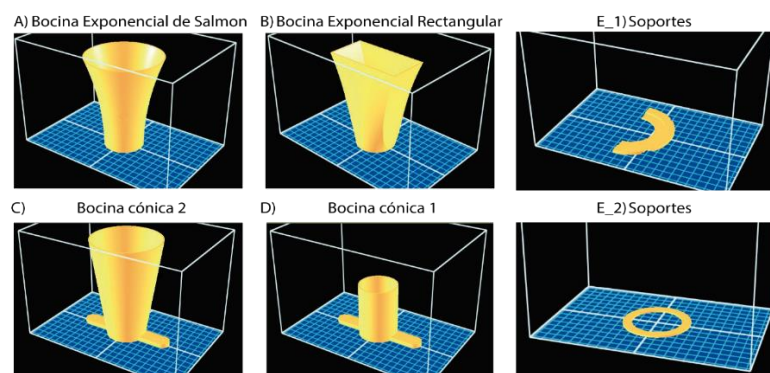 A) Bocina Exponencial de Salmon
B) Bocina Exponencial Rectangular
E_1) Soportes
C) Bocina cónica 2
D) Bocina cónica 1
E_2) Soportes